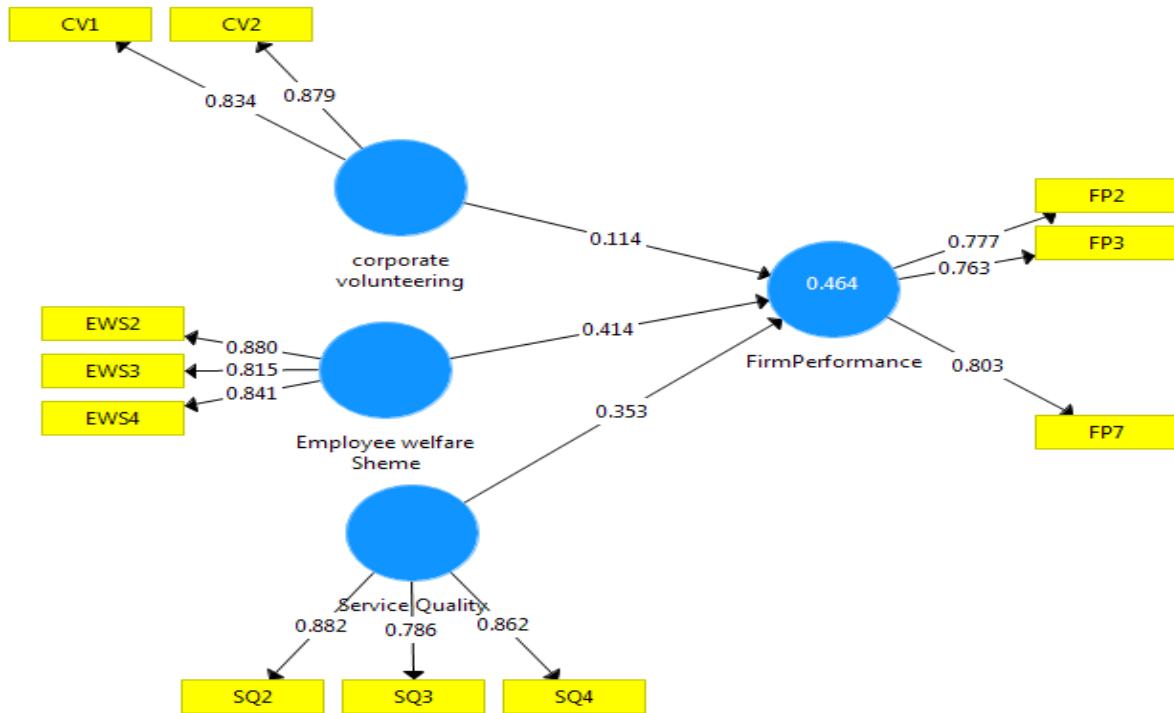 CV1
CV2
0.834
0.879
corporate
volunteering
0.114
FP2
0.777
FP3
0.763
0.464
FirmPerformance
EWS2
0.880
EWS3
0.815
EWS4
0.841
0.414
Employee welfare
Sheme
0.803
0.353
FP7
Service Quality
0.882
0.786
0.862
SQ2
SQ3
SQ4